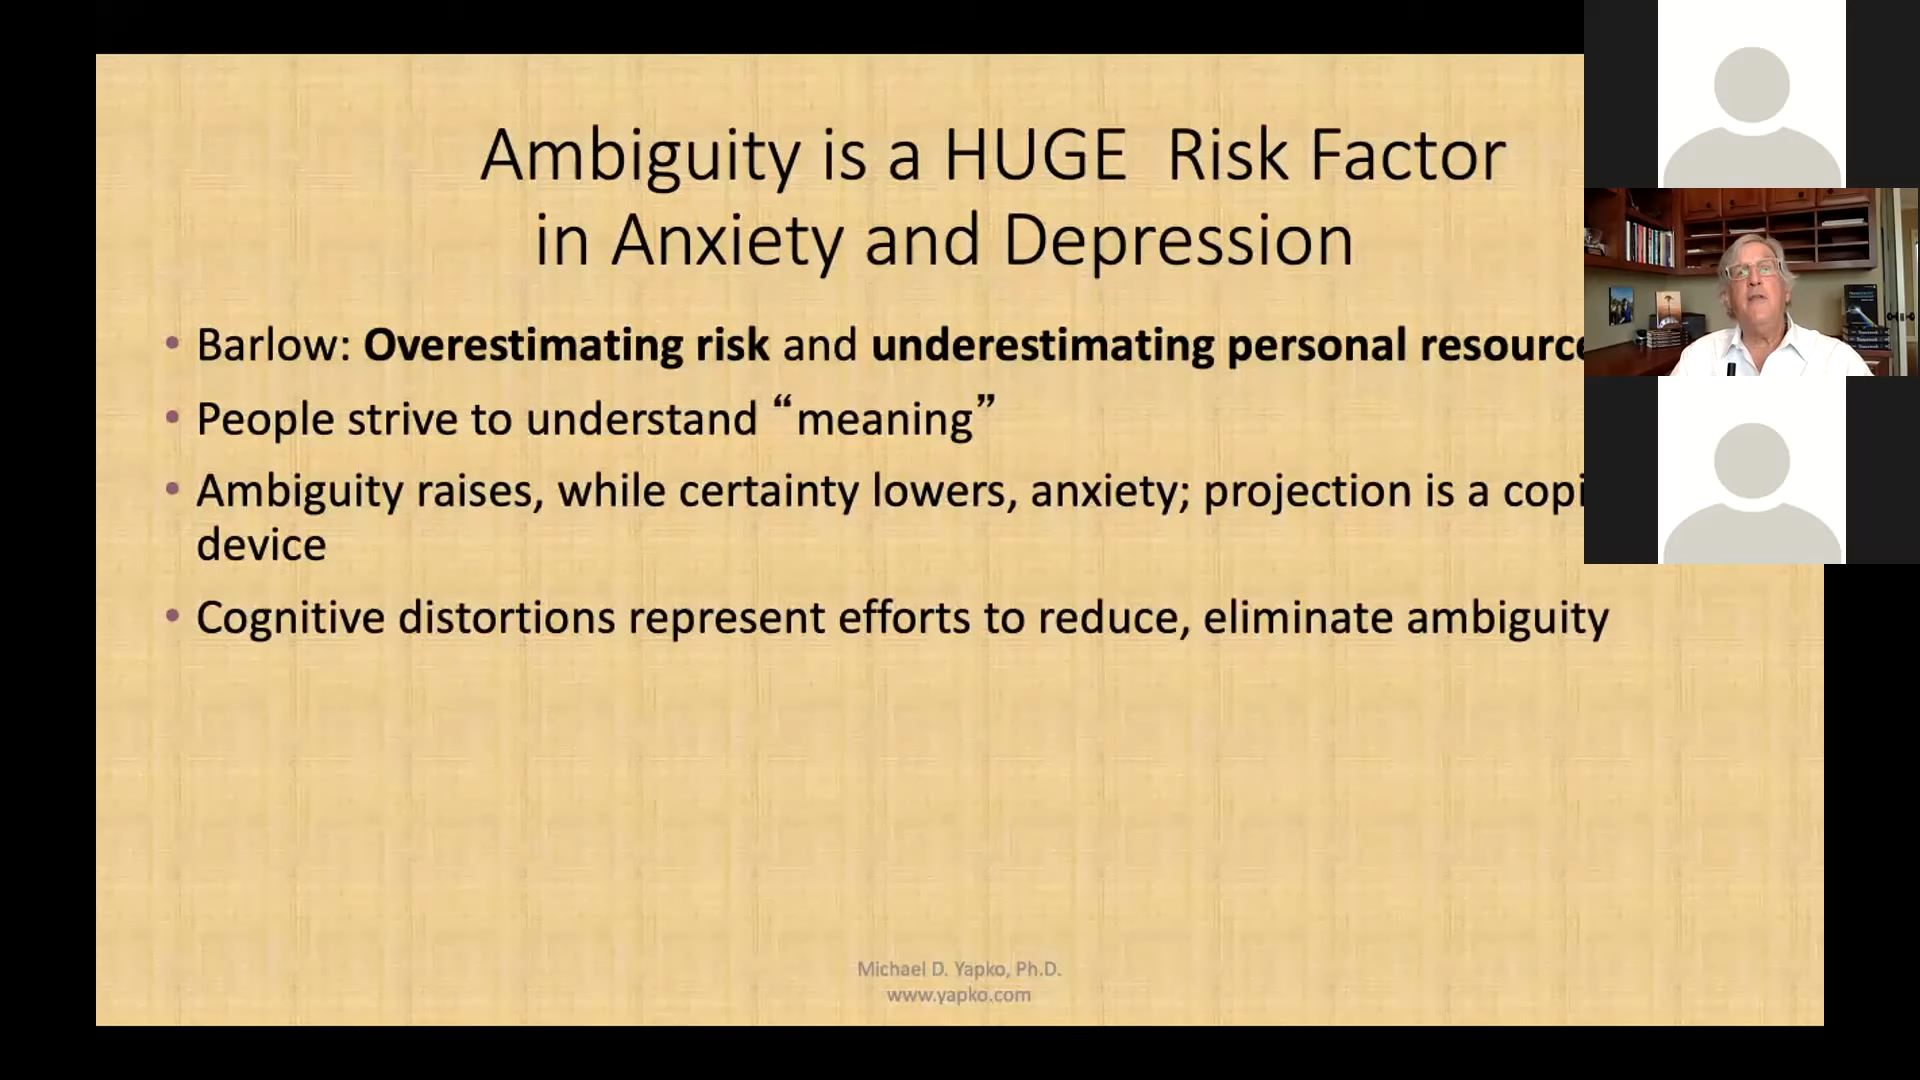 Ambiguity is a HUGE Risk Factor
in Anxiety and Depression
• Barlow: Overestimating risk and underestimating personal
• People strive to understand “meaning”
• Ambiguity raises, while certainty lowers, anxiety; projection is a
device
• Cognitive distortions represent efforts to reduce, eliminate ambiguity
Michael D. Yapko, Ph.D.
www.yapko.com